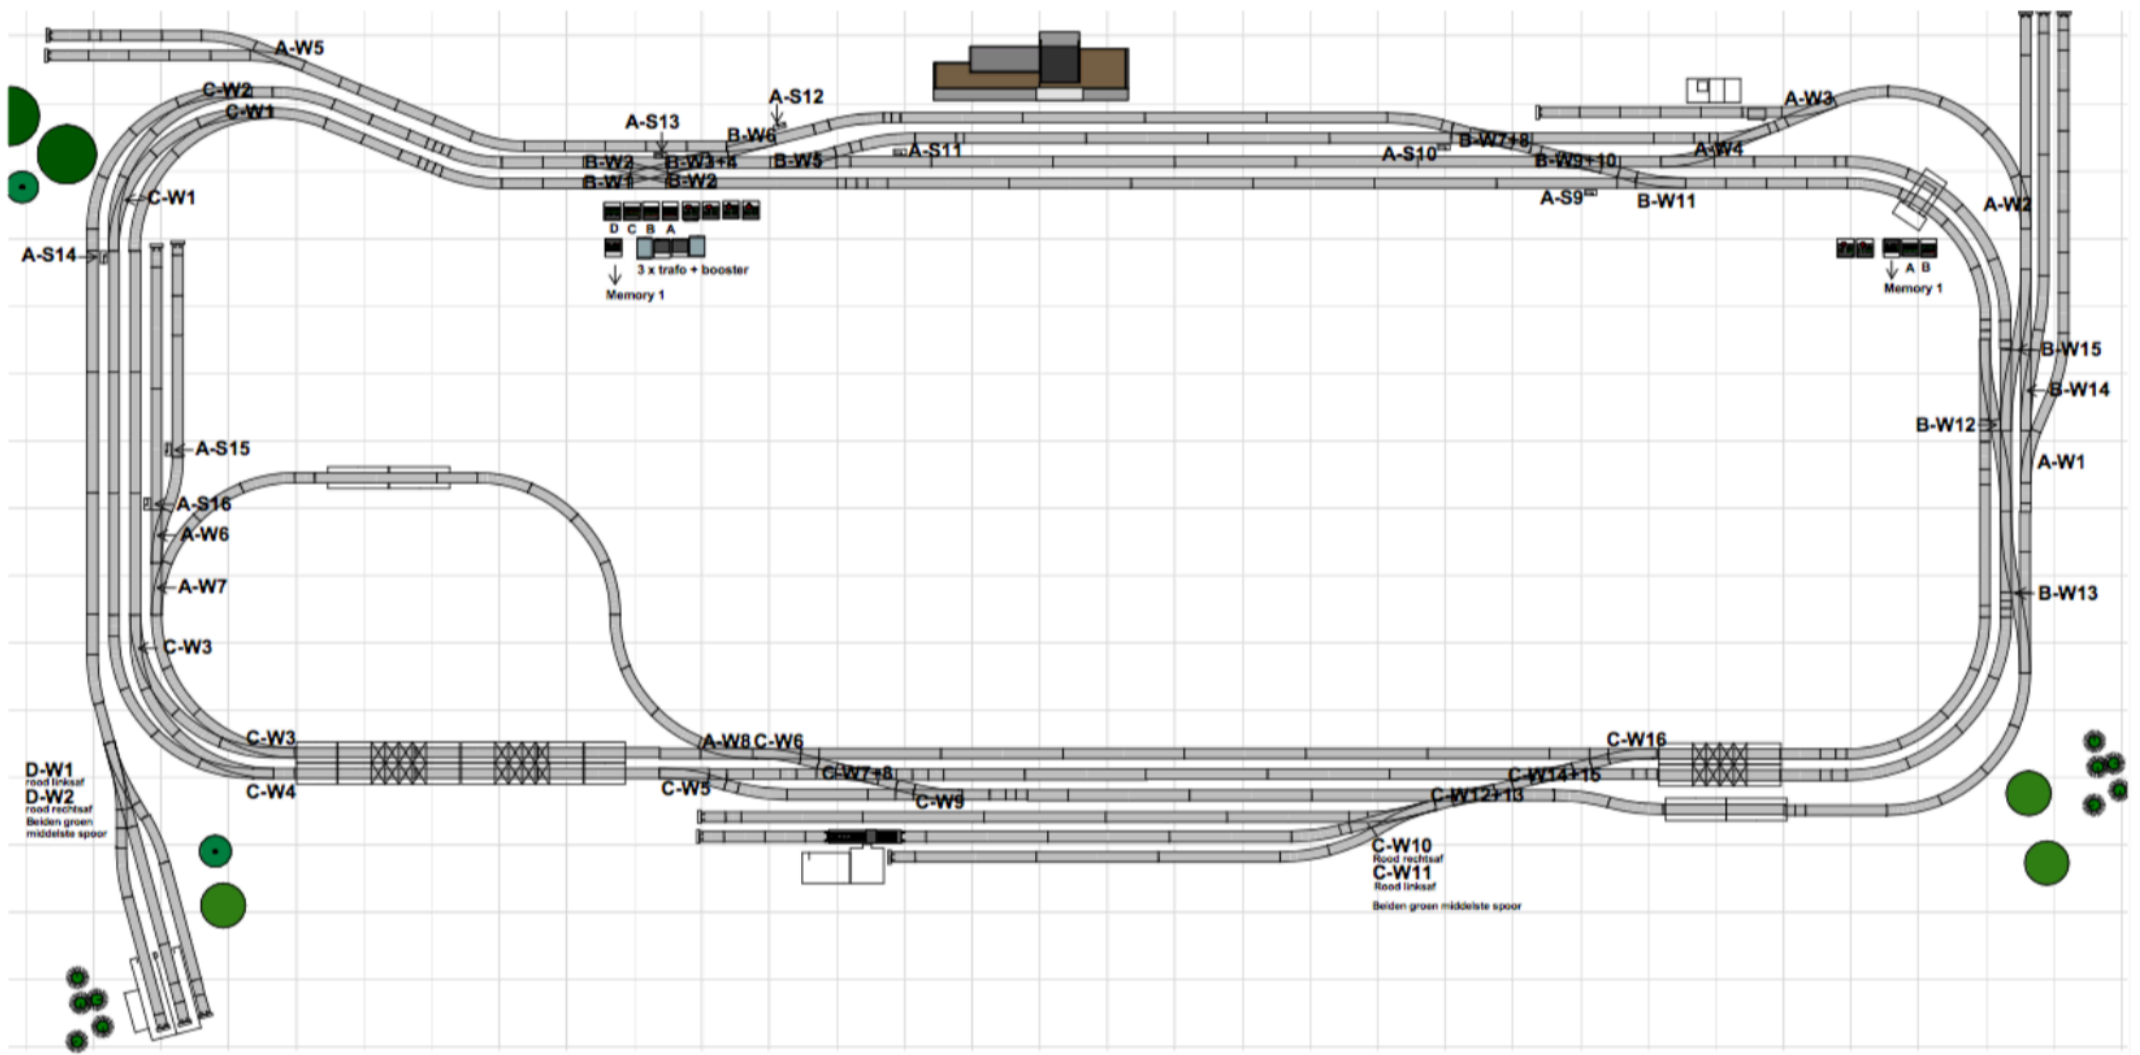 A-W5
C-W2
C-W1
A-S12
A-S13
B-W6
A-W3
B-W2
B-W3+4
B-W5
A-S11
A-S10
B-W7+8
B-W9+10
A-W4
B-W1
B-W2
C-W1
A-S9
B-W11
A-W2
D C B A
A-S14
3 x trafo + booster
Memory 1
A B
Memory 1
B-W15
B-W14
B-W12
A-S15
A-W1
A-S16
A-W6
A-W7
B-W13
C-W3
C-W3
A-W8 C-W6
C-W16
D-W1
rood linksaf
D-W2
rood rechtsaf
Beiden groen
middelste spoor
C-W4
C-W7+8
C-W5
C-W9
C-W14+15
C-W12+13
C-W10
Rood rechtsaf
C-W11
Rood linksaf
Beiden groen middelste spoor